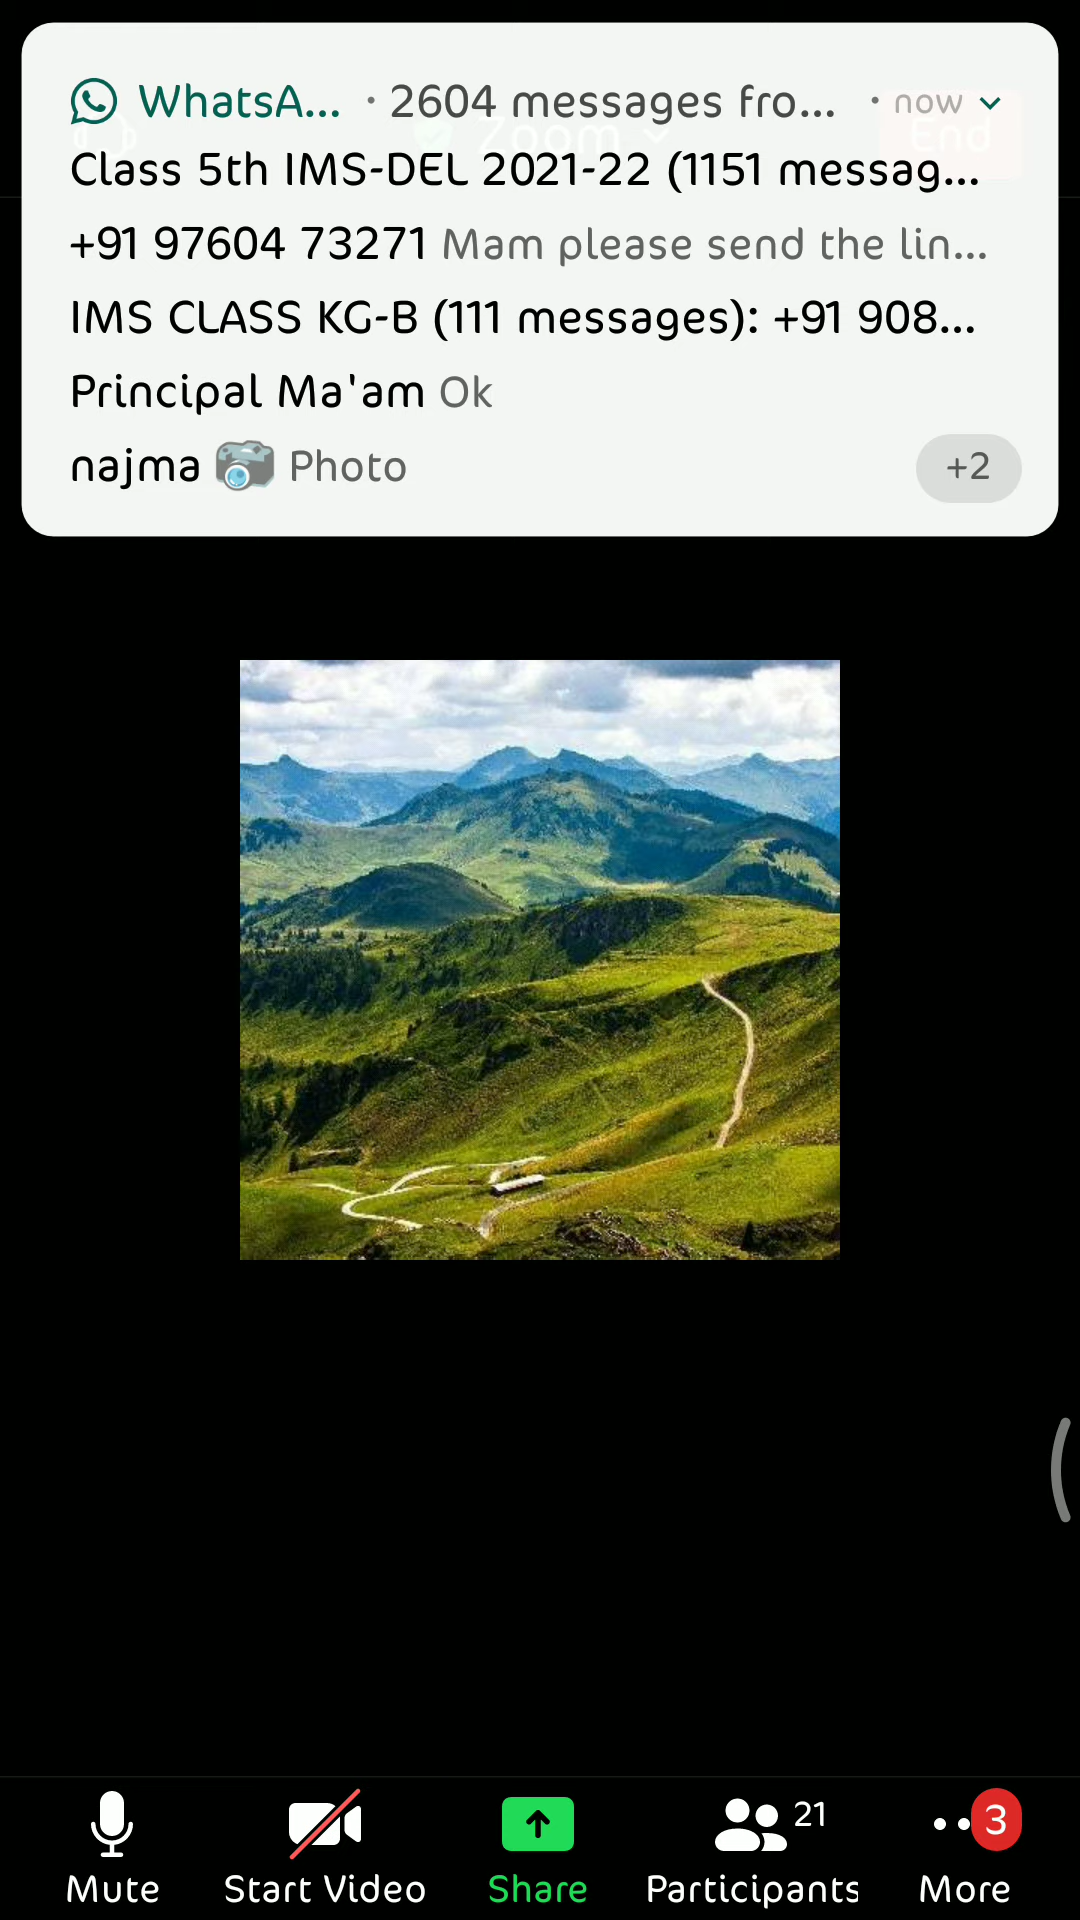 WhatsA... · 2604 messages fro... · now
Zoom
End
Class 5th IMS-DEL 2021-22 (1151 messag...
+91 97604 73271 Mam please send the lin...
IMS CLASS KG-B (111 messages): +91 908...
Principal Ma'am Ok
najma Photo
+2
21
3
Mute
Start Video
Share
Participants
More